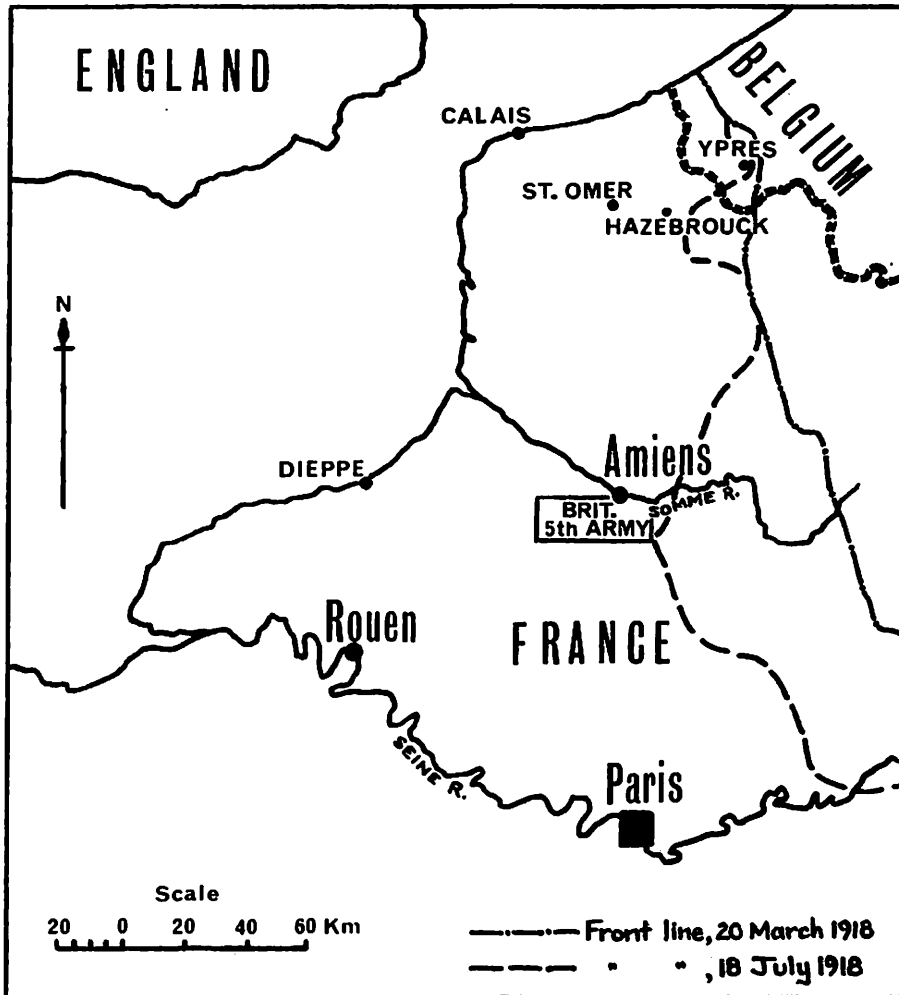 ENGLAND
BELGIUM
CALAIS
YPRES
ST. OMER
HAZEBROUCK
N
Amiens
DIEPPE
SOMME R.
BRIT.
5th ARMY
Rouen
FRANCE
SEINE R.
Paris
Scale
20 0 20 40 60 Km
Front line, 20 March 1918
" " , 18 July 1918